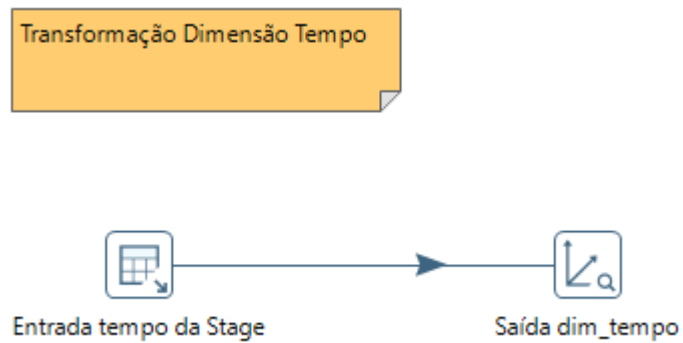 Transformação Dimensão Tempo
Entrada tempo da Stage
Saída dim_tempo